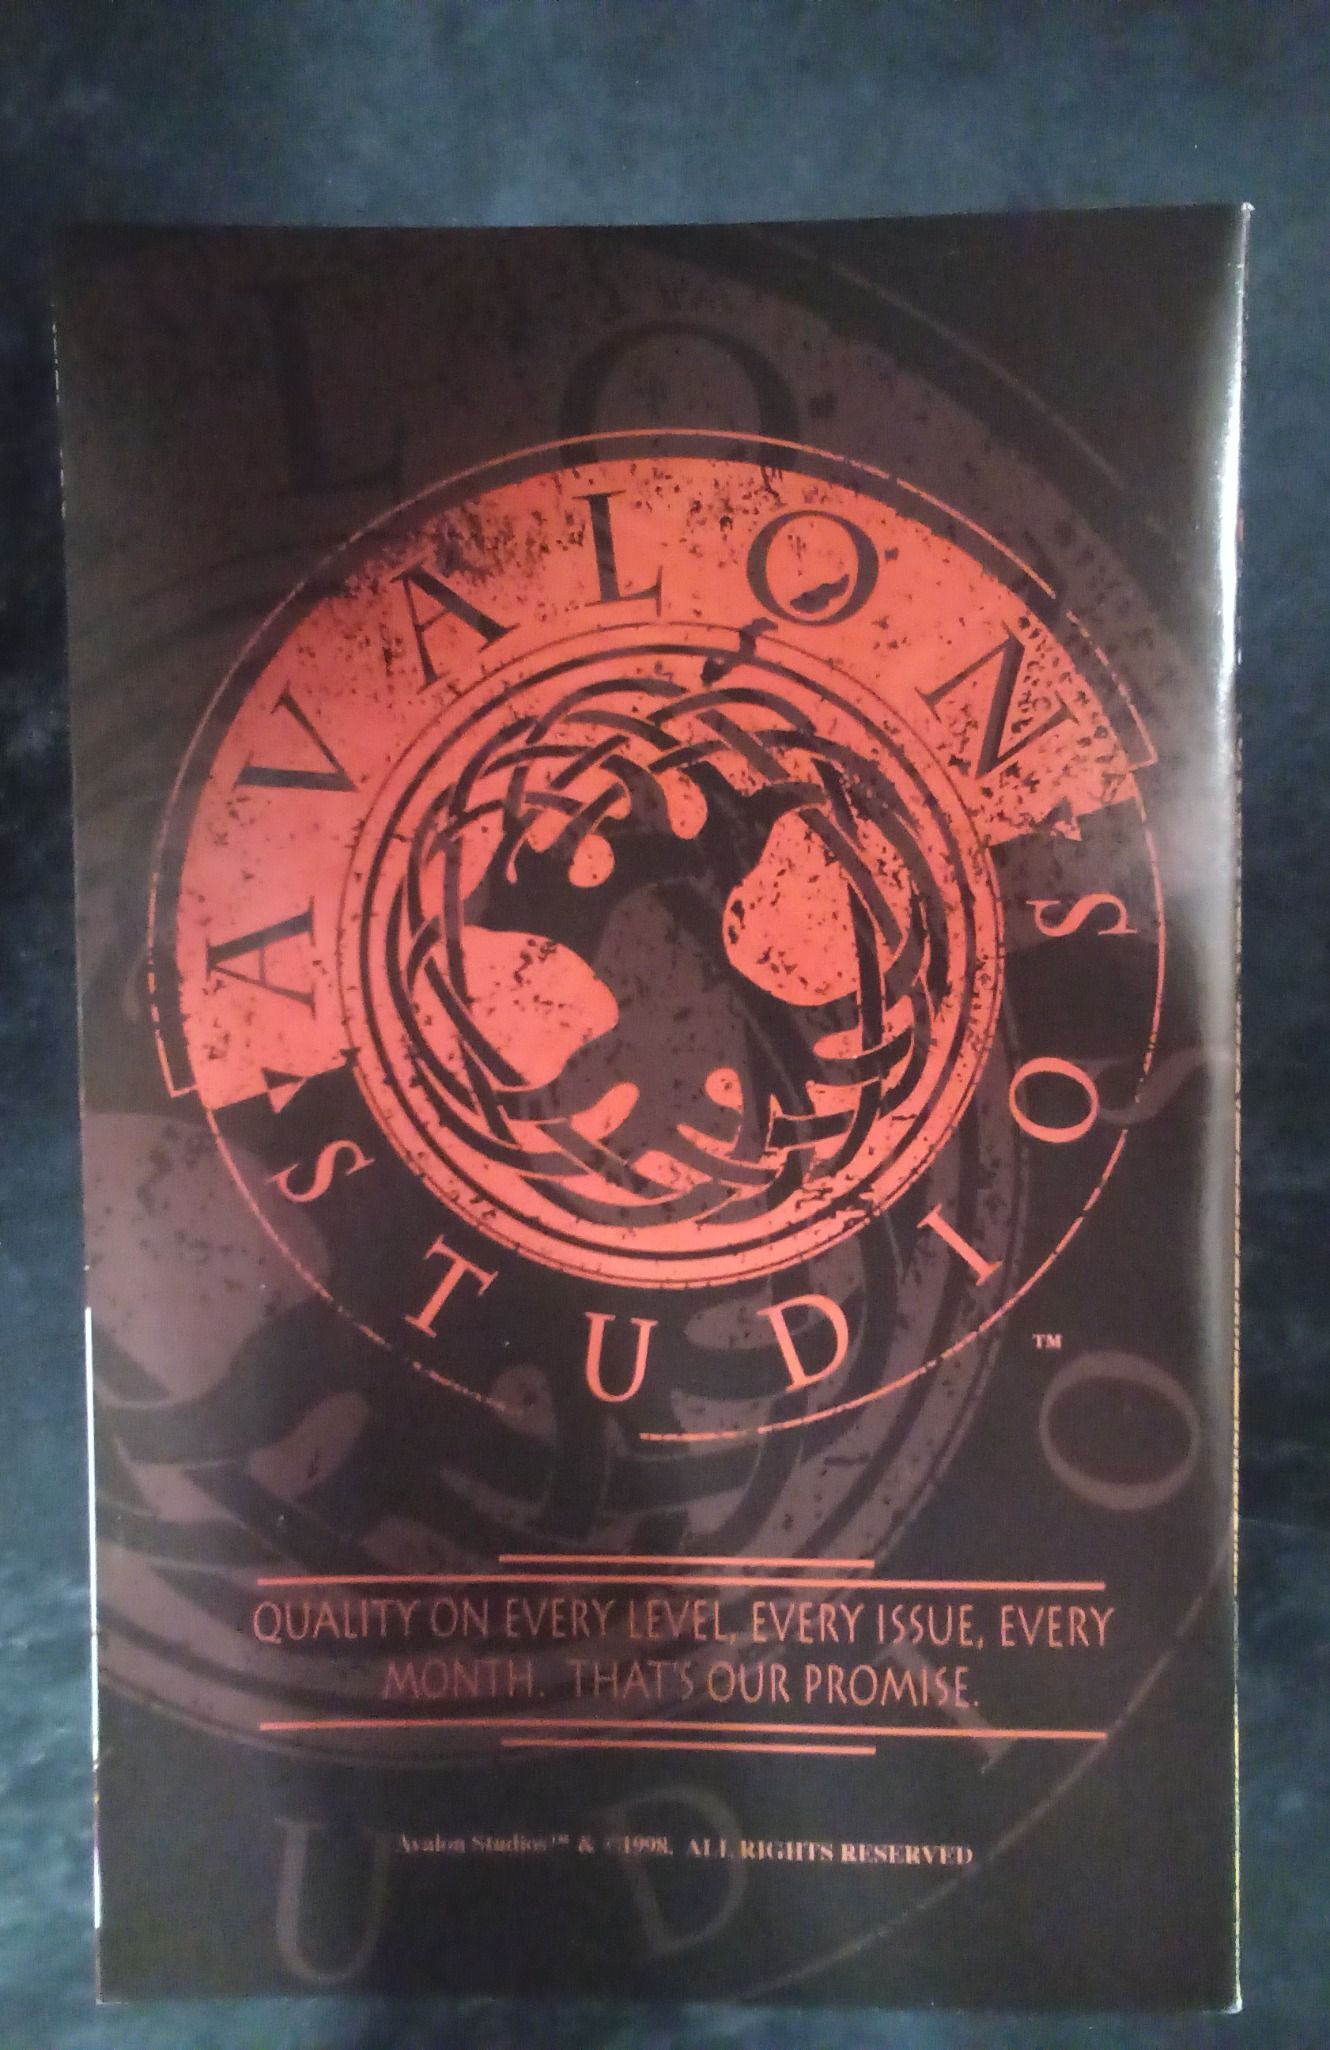 AVALON
STUDIOS
™
QUALITY ON EVERY LEVEL, EVERY ISSUE, EVERY
MONTH. THAT'S OUR PROMISE.
Avalon Studios™ & ©1998. ALL RIGHTS RESERVED